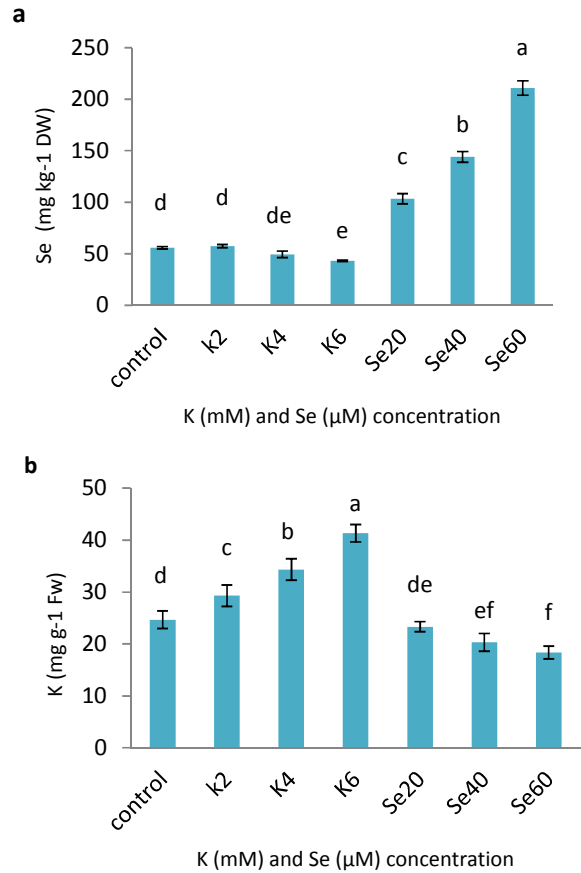 a
Se (mg kg-1 DW)
250
200
150
100
50
0
d
d
de
e
c
b
a
control
k2
K4
K6
Se20
Se40
Se60
K (mM) and Se (µM) concentration
b
K (mg g-1 Fw)
50
40
30
20
10
0
d
c
b
a
de
ef
f
control
k2
K4
K6
Se20
Se40
Se60
K (mM) and Se (µM) concentration